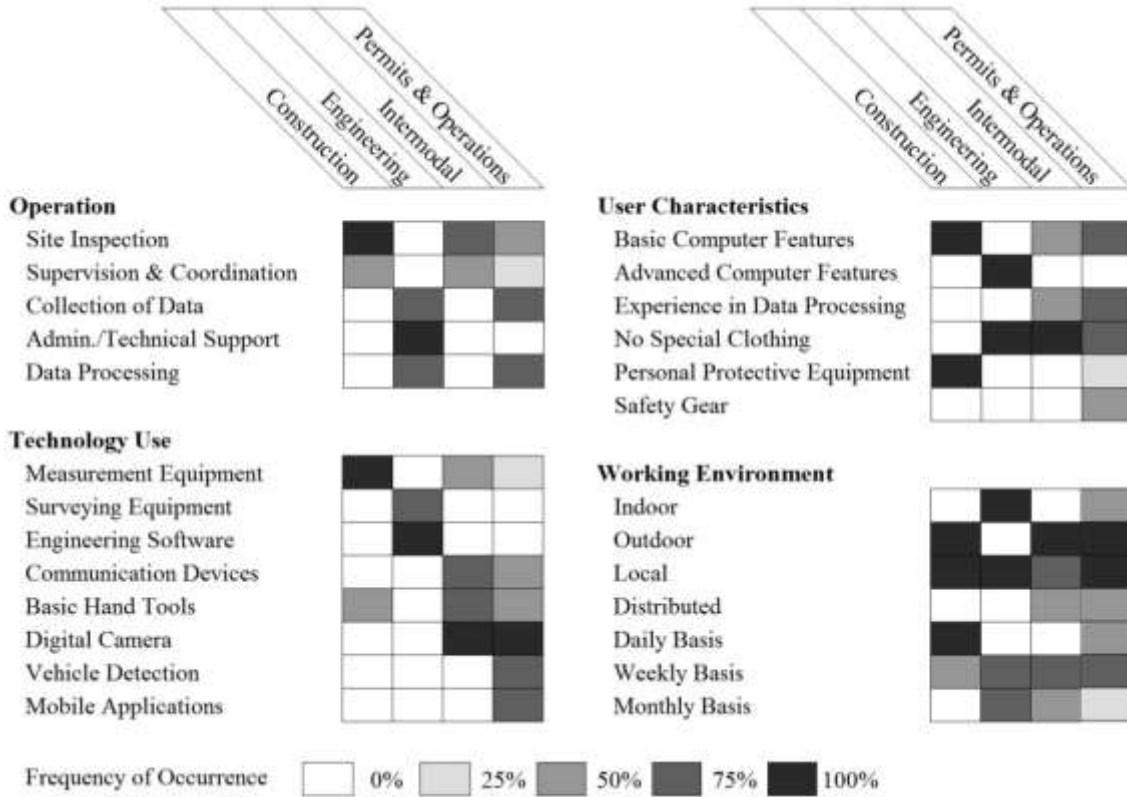 Construction
Engineering
Intermodal
Permits & Operations
Operation
Site Inspection
Supervision & Coordination
Collection of Data
Admin./Technical Support
Data Processing
Technology Use
Measurement Equipment
Surveying Equipment
Engineering Software
Communication Devices
Basic Hand Tools
Digital Camera
Vehicle Detection
Mobile Applications
Construction
Engineering
Intermodal
Permits & Operations
User Characteristics
Basic Computer Features
Advanced Computer Features
Experience in Data Processing
No Special Clothing
Personal Protective Equipment
Safety Gear
Working Environment
Indoor
Outdoor
Local
Distributed
Daily Basis
Weekly Basis
Monthly Basis
Frequency of Occurrence 0% 25% 50% 75% 100%